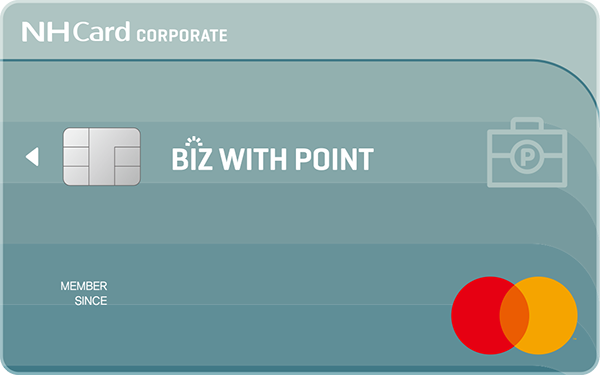 NHCard CORPORATE
BIZ WITH POINT
P
MEMBER
SINCE